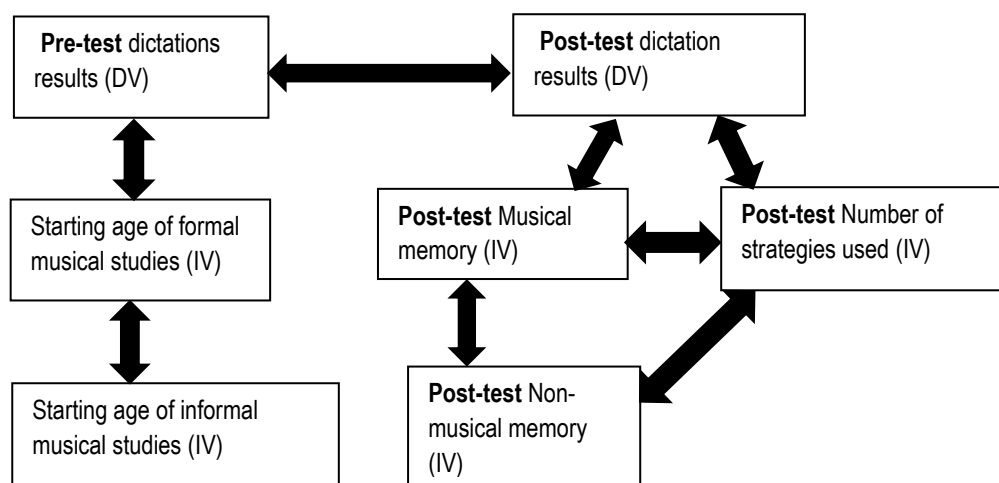 Pre-test dictations
results (DV)
Post-test dictation
results (DV)
Starting age of formal
musical studies (IV)
Post-test Musical
memory (IV)
Post-test Number of
strategies used (IV)
Starting age of informal
musical studies (IV)
Post-test Non-
musical memory
(IV)